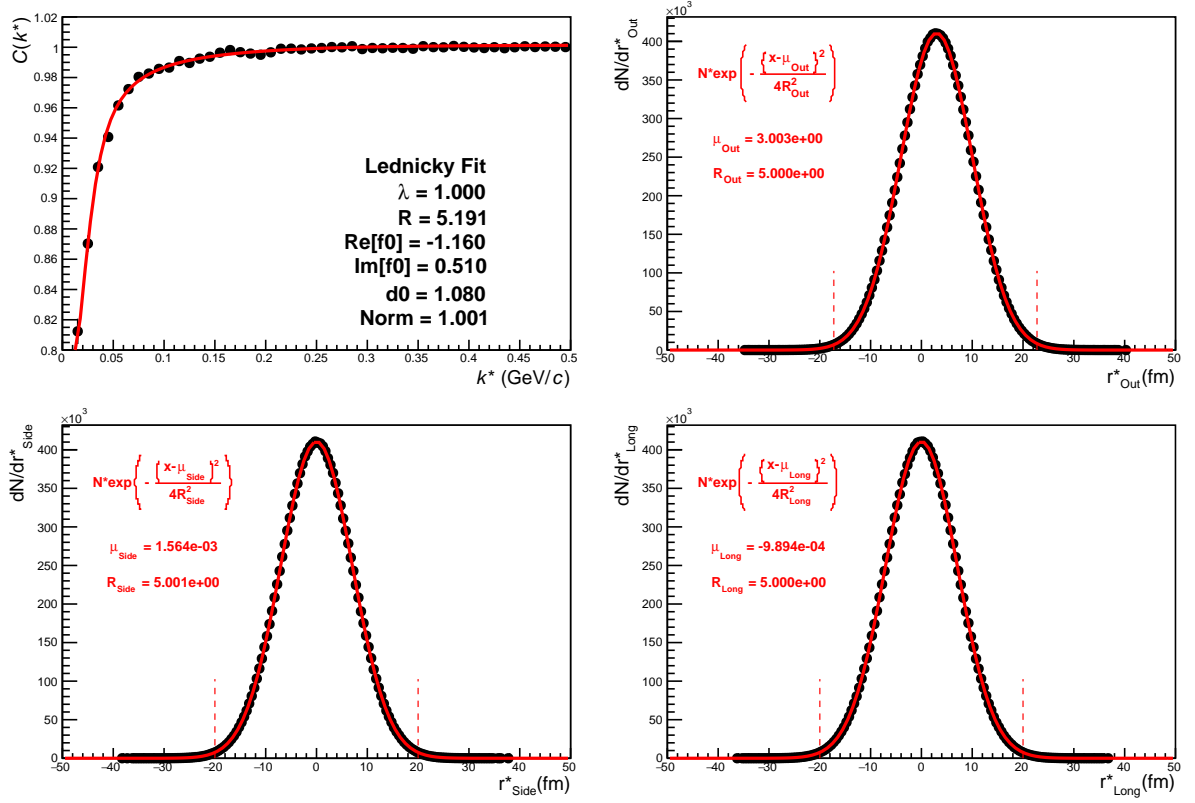 C(k*)
1.02
1
0.98
0.96
0.94
0.92
0.9
0.88
0.86
0.84
0.82
0.8
0 0.05 0.1 0.15 0.2 0.25 0.3 0.35 0.4 0.45 0.5
k* (GeV/c)
Lednicky Fit
λ = 1.000
R = 5.191
Re[f0] = -1.160
Im[f0] = 0.510
d0 = 1.080
Norm = 1.001
dN/dr*Out
×10³
400
350
300
250
200
150
100
50
0
−50 −40 −30 −20 −10 0 10 20 30 40 50
r*Out(fm)
N*exp{ - {x-μOut}² / 4R²Out }
μOut = 3.003e+00
ROut = 5.000e+00
dN/dr*Side
×10³
400
350
300
250
200
150
100
50
0
−50 −40 −30 −20 −10 0 10 20 30 40 50
r*Side(fm)
N*exp{ - {x-μSide}² / 4R²Side }
μSide = 1.564e-03
RSide = 5.001e+00
dN/dr*Long
×10³
400
350
300
250
200
150
100
50
0
−50 −40 −30 −20 −10 0 10 20 30 40 50
r*Long(fm)
N*exp{ - {x-μLong}² / 4R²Long }
μLong = -9.894e-04
RLong = 5.000e+00